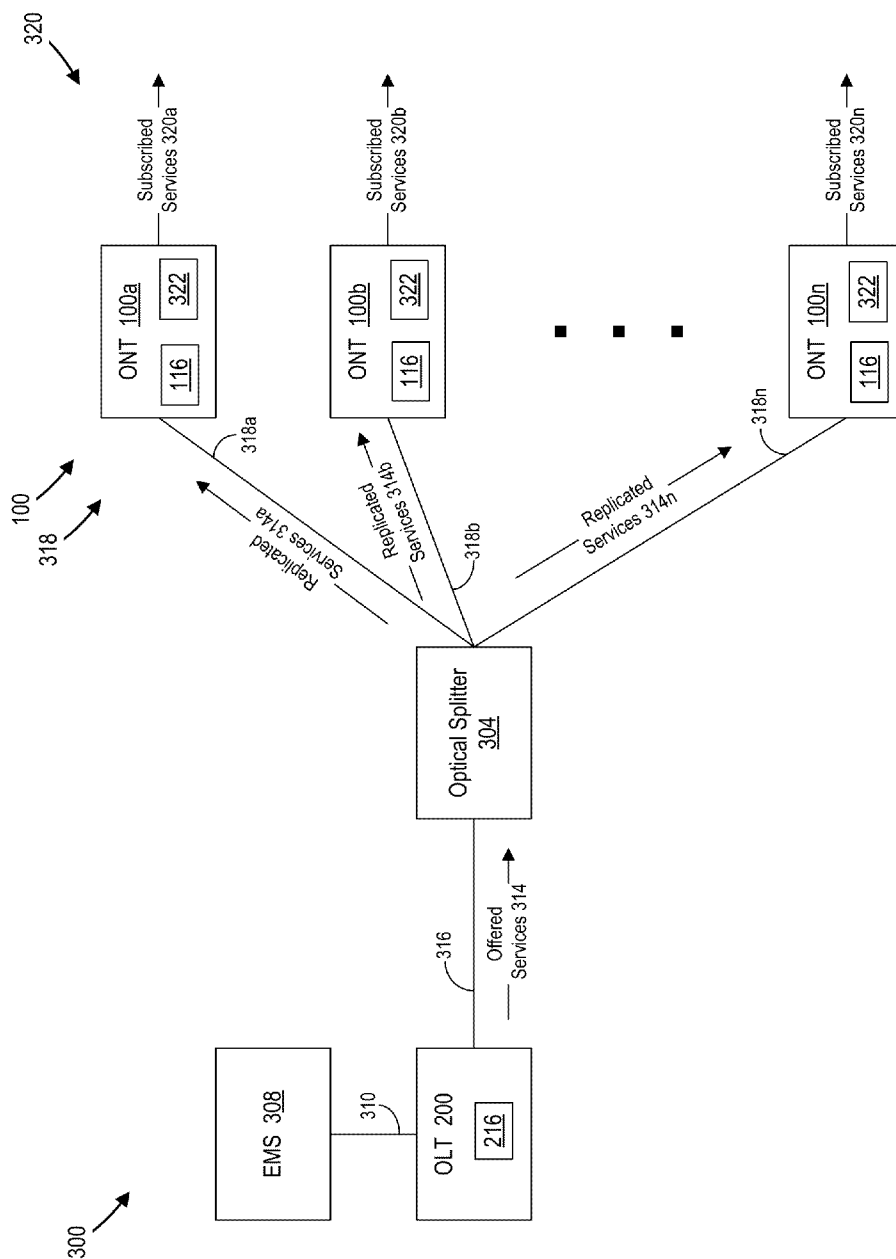 320
Subscribed
Services 320a
Subscribed
Services 320b
Subscribed
Services 320n
ONT 100a
116
322
ONT 100b
116
322
ONT 100n
116
322
100
318
318a
318b
318n
Replicated
Services 314a
Replicated
Services 314b
Replicated
Services 314n
Optical Splitter
304
316
Offered
Services 314
EMS 308
310
OLT 200
216
300